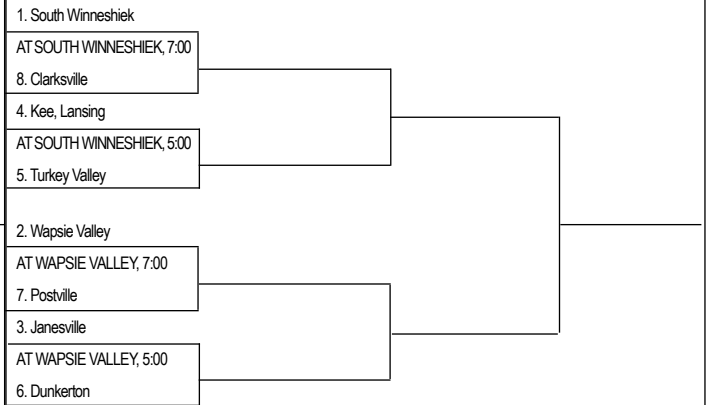 1. South Winneshiek
AT SOUTH WINNESHIEK, 7:00
8. Clarksville
4. Kee, Lansing
AT SOUTH WINNESHIEK, 5:00
5. Turkey Valley
2. Wapsie Valley
AT WAPSIE VALLEY, 7:00
7. Postville
3. Janesville
AT WAPSIE VALLEY, 5:00
6. Dunkerton